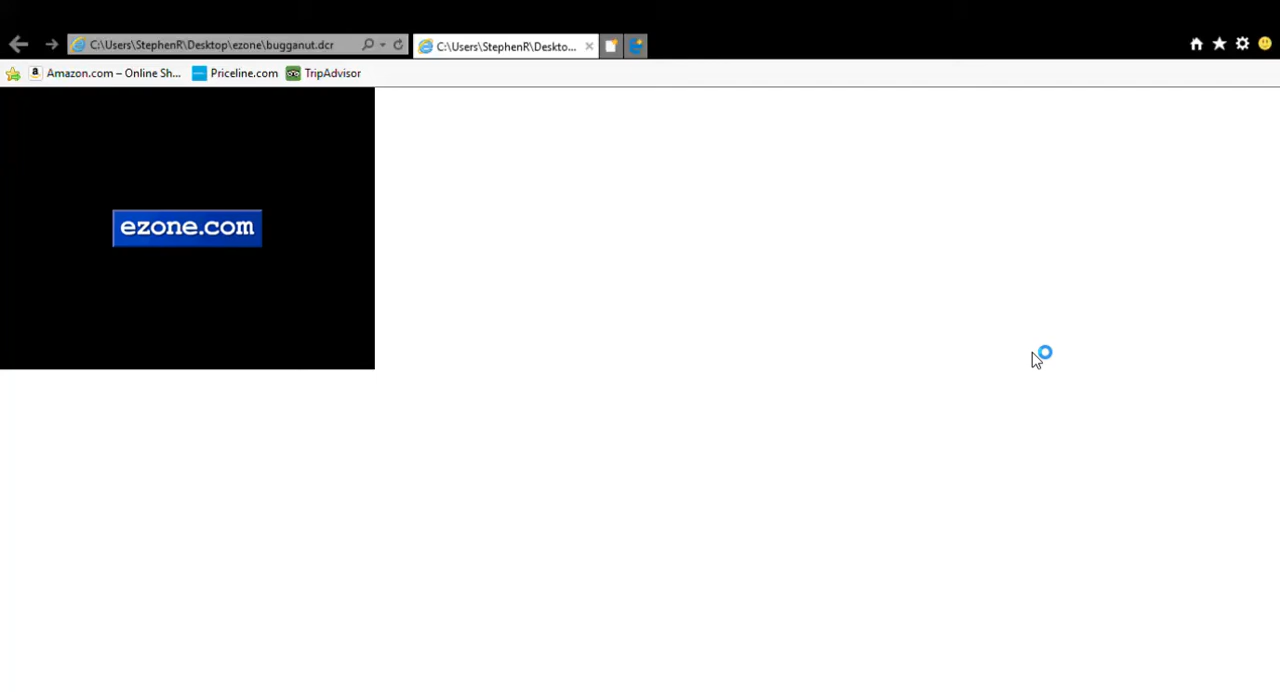 C:\Users\StephenR\Desktop\ezone\bugganut.dcr
C:\Users\StephenR\Deskto...
Amazon.com – Online Sh...
Priceline.com
TripAdvisor
ezone.com